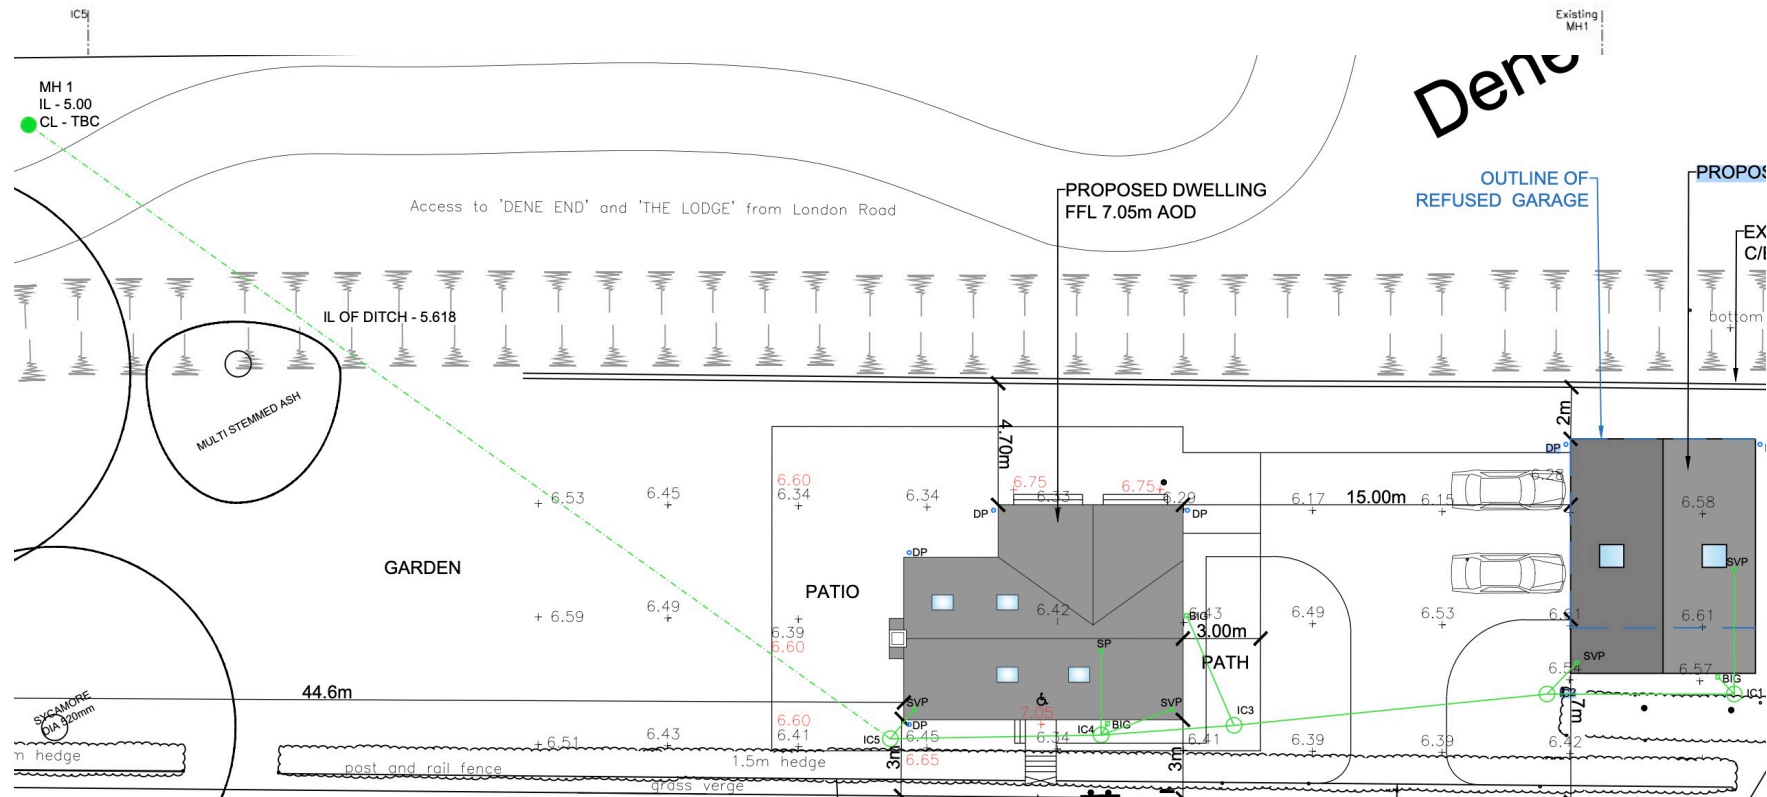 IC5
Existing
MH1
MH 1
IL - 5.00
CL - TBC
Dene
OUTLINE OF
REFUSED GARAGE
PROPOS
PROPOSED DWELLING
FFL 7.05m AOD
Access to 'DENE END' and 'THE LODGE' from London Road
EX
C/B
IL OF DITCH - 5.618
bottom
MULTI STEMMED ASH
4.70m
2m
DP
6.60
6.75
6.75
6.53
6.45
6.34
6.34
6.33
6.29
6.17
15.00m
6.15
6.28
6.58
DP
DP
DP
GARDEN
PATIO
SVP
6.59
6.49
6.39
6.60
6.42
BIG
6.43
6.49
6.53
6.61
6.61
3.00m
SP
PATH
SVP
6.54
6.57
BIG
44.6m
SVP
SVP
IC1
7m
SYCAMORE
DIA 520mm
6.60
7.05
IC3
DP
BIG
IC4
IC5
6.51
6.43
6.41
6.45
6.34
6.41
6.39
6.39
6.42
6.65
3m
3m
m hedge
post and rail fence
1.5m hedge
grass verge